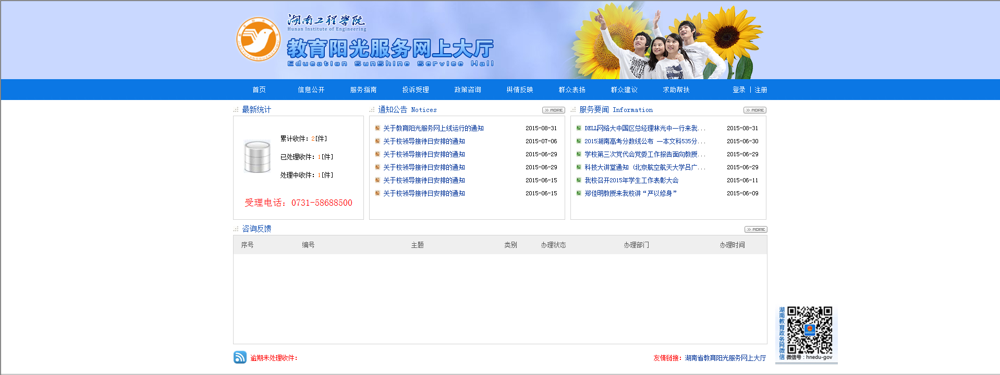 湖南工程学院
Hunan Institute of Engineering
教育阳光服务网上大厅
Education SunShine Service Hall
首页 信息公开 服务指南 投诉受理 政策咨询 舆情反映 群众表扬 群众建议 求助帮扶 登录 | 注册
最新统计
累计收件：2[件]
已处理收件：1[件]
处理中收件：1[件]
受理电话：0731-58688500
通知公告 Notices MORE
关于教育阳光服务网上线运行的通知 2015-08-31
关于校领导接待日安排的通知 2015-07-06
关于校领导接待日安排的通知 2015-06-29
关于校领导接待日安排的通知 2015-06-29
关于校领导接待日安排的通知 2015-06-15
关于校领导接待日安排的通知 2015-06-15
服务要闻 Information MORE
DELL网络大中国区总经理林光中一行来我... 2015-08-31
2015湖南高考分数线公布 一本文科535分... 2015-06-30
学校第三次党代会党委工作报告面向教授... 2015-06-29
科技大讲堂通知（北京航空航天大学吕广... 2015-06-29
我校召开2015年学生工作表彰大会 2015-06-11
郑佳明教授来我校讲“严以修身” 2015-06-09
咨询反馈 MORE
序号 编号 主题 类别 办理状态 办理部门 办理时间
湖南教育政务网微信
微信号：hnedu-gov
逾期未处理收件：
友情链接：湖南省教育阳光服务网上大厅